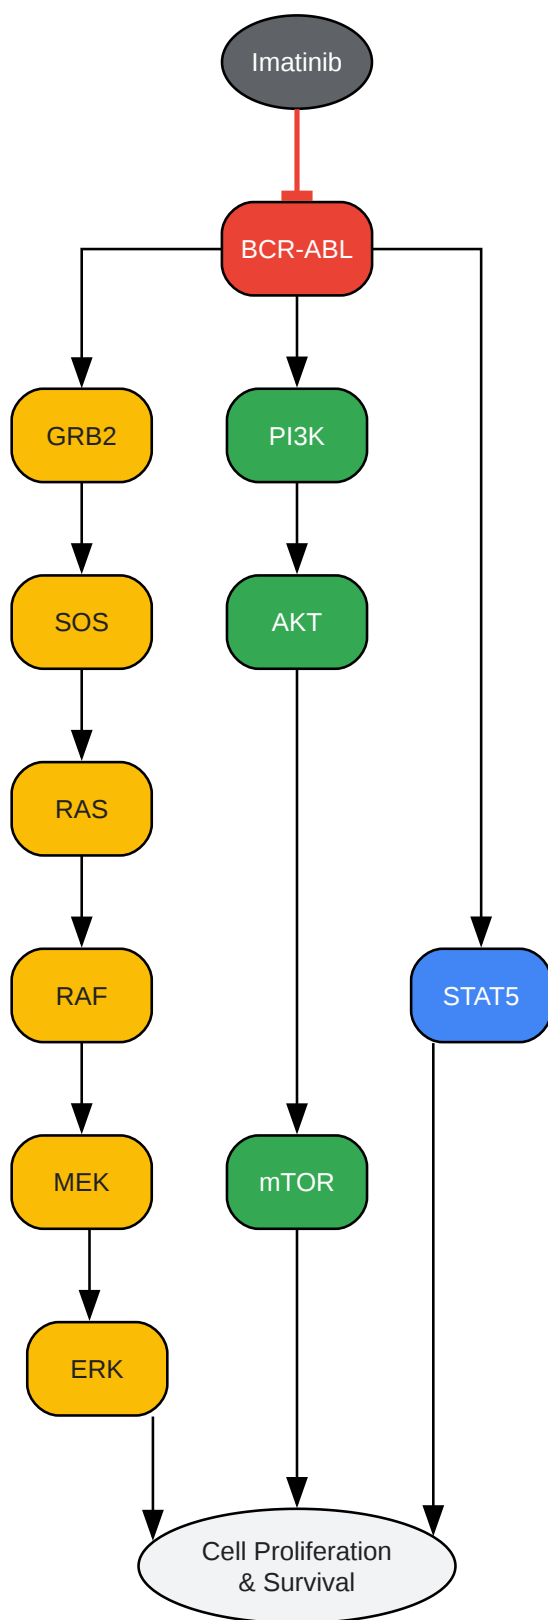 Imatinib
BCR-ABL
GRB2
PI3K
SOS
AKT
RAS
RAF
STAT5
MEK
mTOR
ERK
Cell Proliferation
& Survival